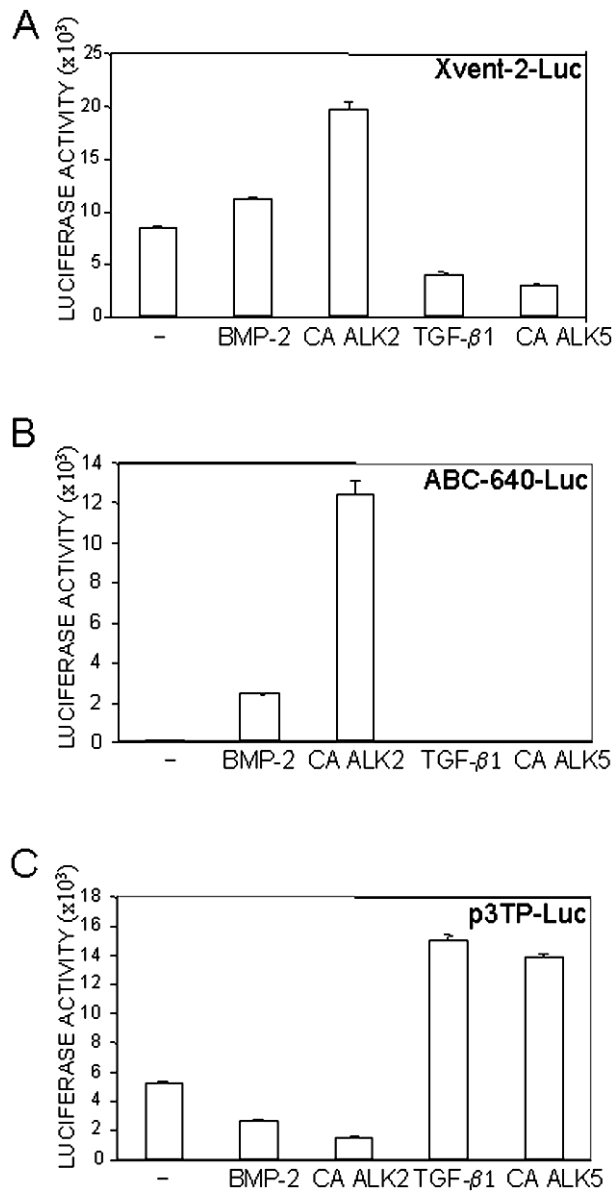 A
LUCIFERASE ACTIVITY (x10³)
Xvent-2-Luc
25
20
15
10
5
0
– BMP-2 CA ALK2 TGF-β1 CA ALK5
B
LUCIFERASE ACTIVITY (x10³)
ABC-640-Luc
14
12
10
8
6
4
2
0
– BMP-2 CA ALK2 TGF-β1 CA ALK5
C
LUCIFERASE ACTIVITY (x10³)
p3TP-Luc
18
16
14
12
10
8
6
4
2
0
– BMP-2 CA ALK2 TGF-β1 CA ALK5